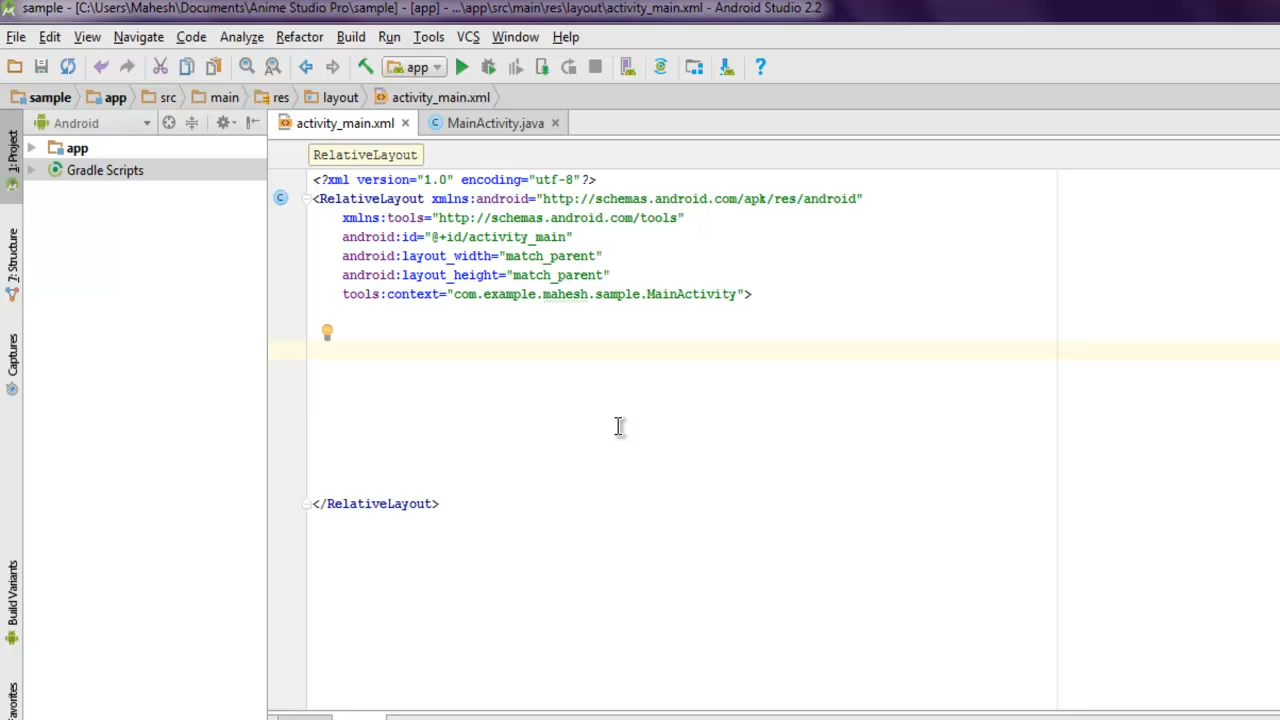 sample - [C:\Users\Mahesh\Documents\Anime Studio Pro\sample] - [app] - ...\app\src\main\res\layout\activity_main.xml - Android Studio 2.2
File Edit View Navigate Code Analyze Refactor Build Run Tools VCS Window Help
app
sample app src main res layout activity_main.xml
Android
activity_main.xml MainActivity.java
1: Project
app
Gradle Scripts
7: Structure
Captures
Build Variants
RelativeLayout
<?xml version="1.0" encoding="utf-8"?>
<RelativeLayout xmlns:android="http://schemas.android.com/apk/res/android"
xmlns:tools="http://schemas.android.com/tools"
android:id="@+id/activity_main"
android:layout_width="match_parent"
android:layout_height="match_parent"
tools:context="com.example.mahesh.sample.MainActivity">
</RelativeLayout>